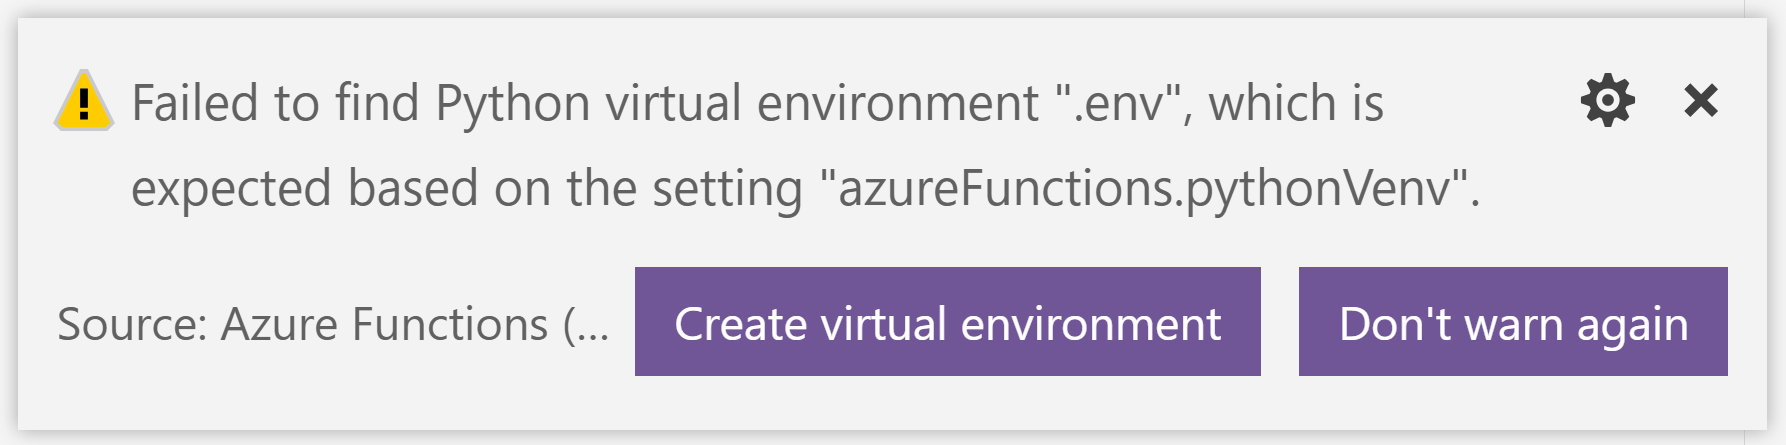 Failed to find Python virtual environment ".env", which is
expected based on the setting "azureFunctions.pythonVenv".
Source: Azure Functions (...
Create virtual environment
Don't warn again